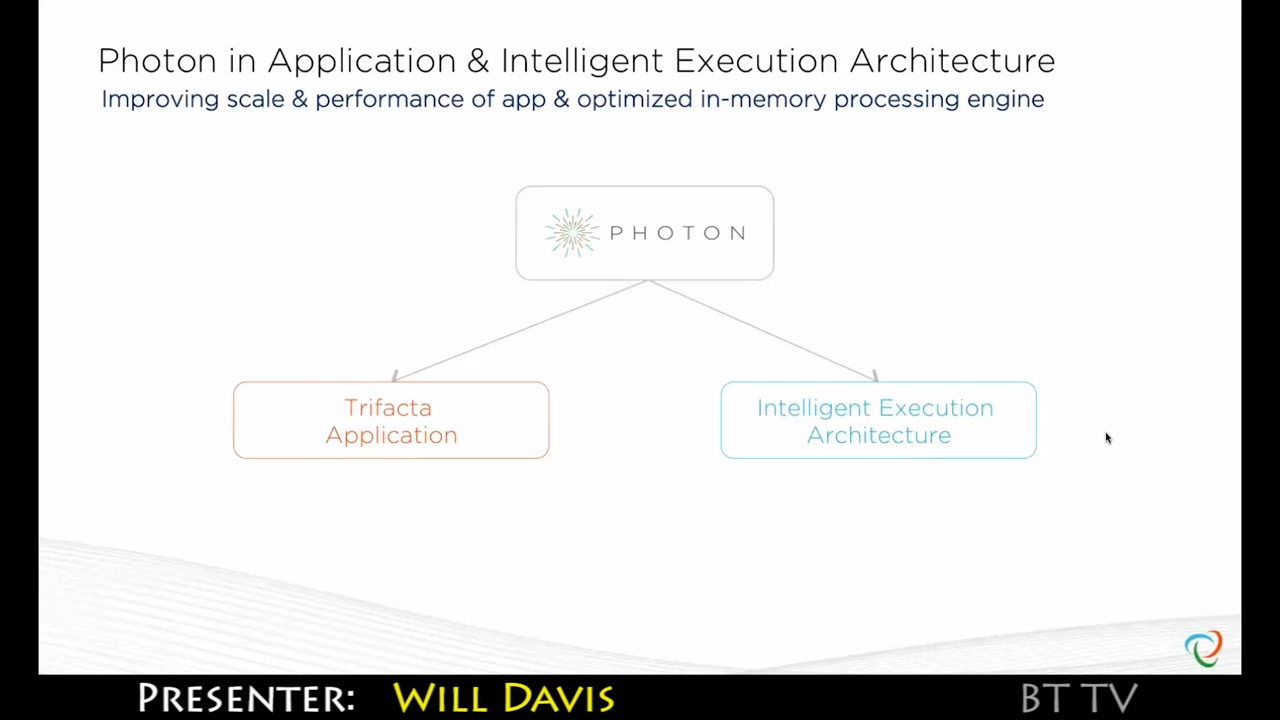 Photon in Application & Intelligent Execution Architecture
Improving scale & performance of app & optimized in-memory processing engine
PHOTON
Trifacta
Application
Intelligent Execution
Architecture
PRESENTER: WILL DAVIS
BT TV